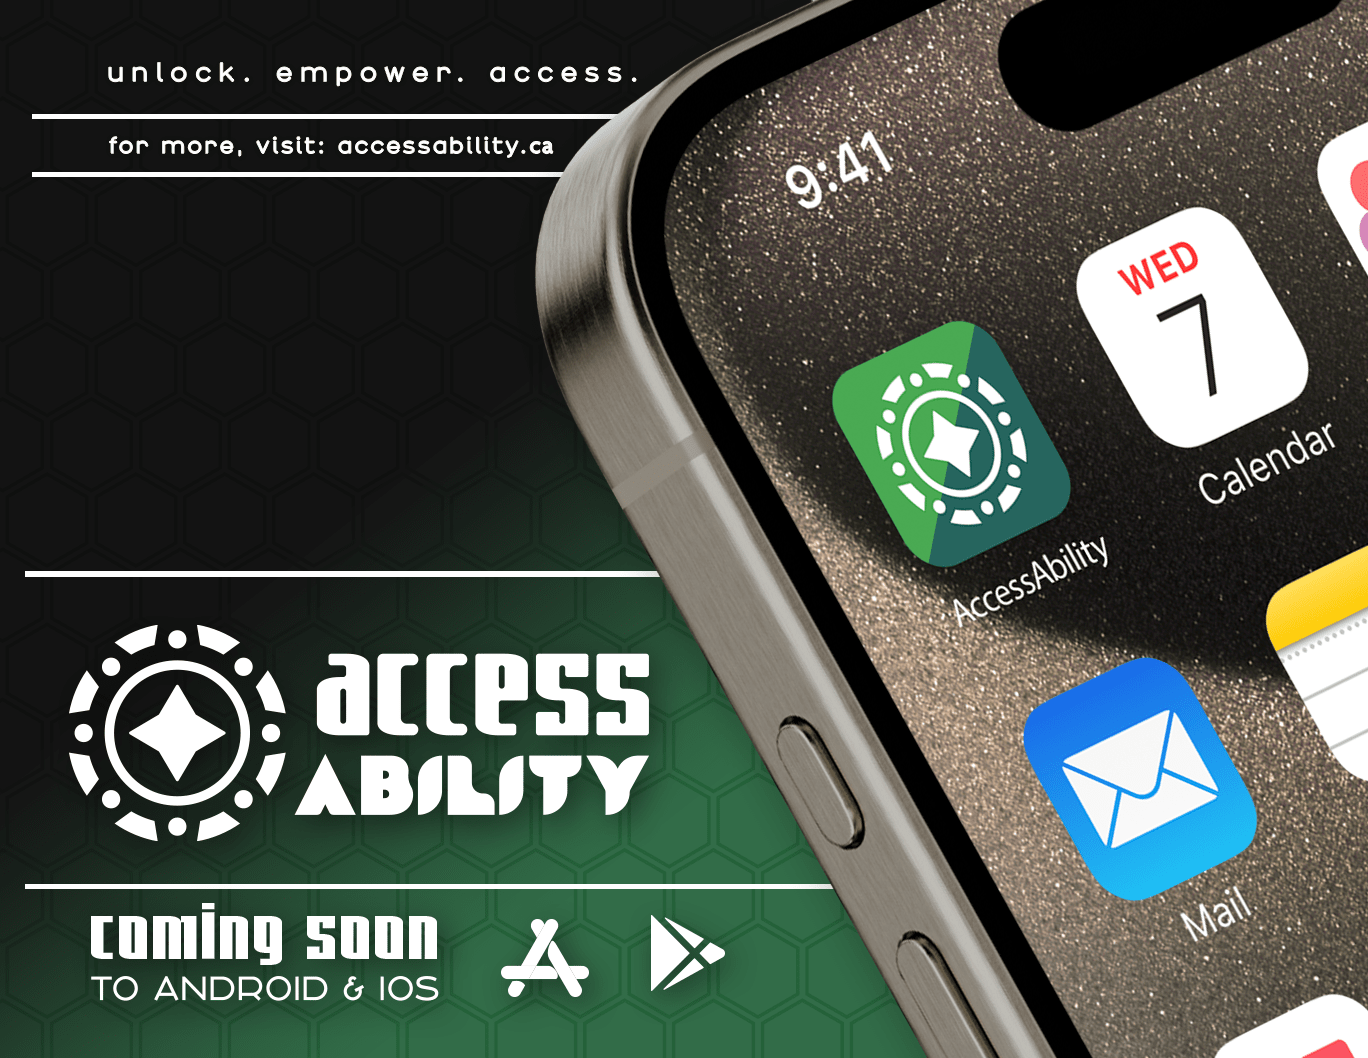 unlock. empower. access.
for more, visit: accessability.ca
9:41
WED
7
Calendar
AccessAbility
Mail
access
ABILITY
coming soon
TO ANDROID & IOS